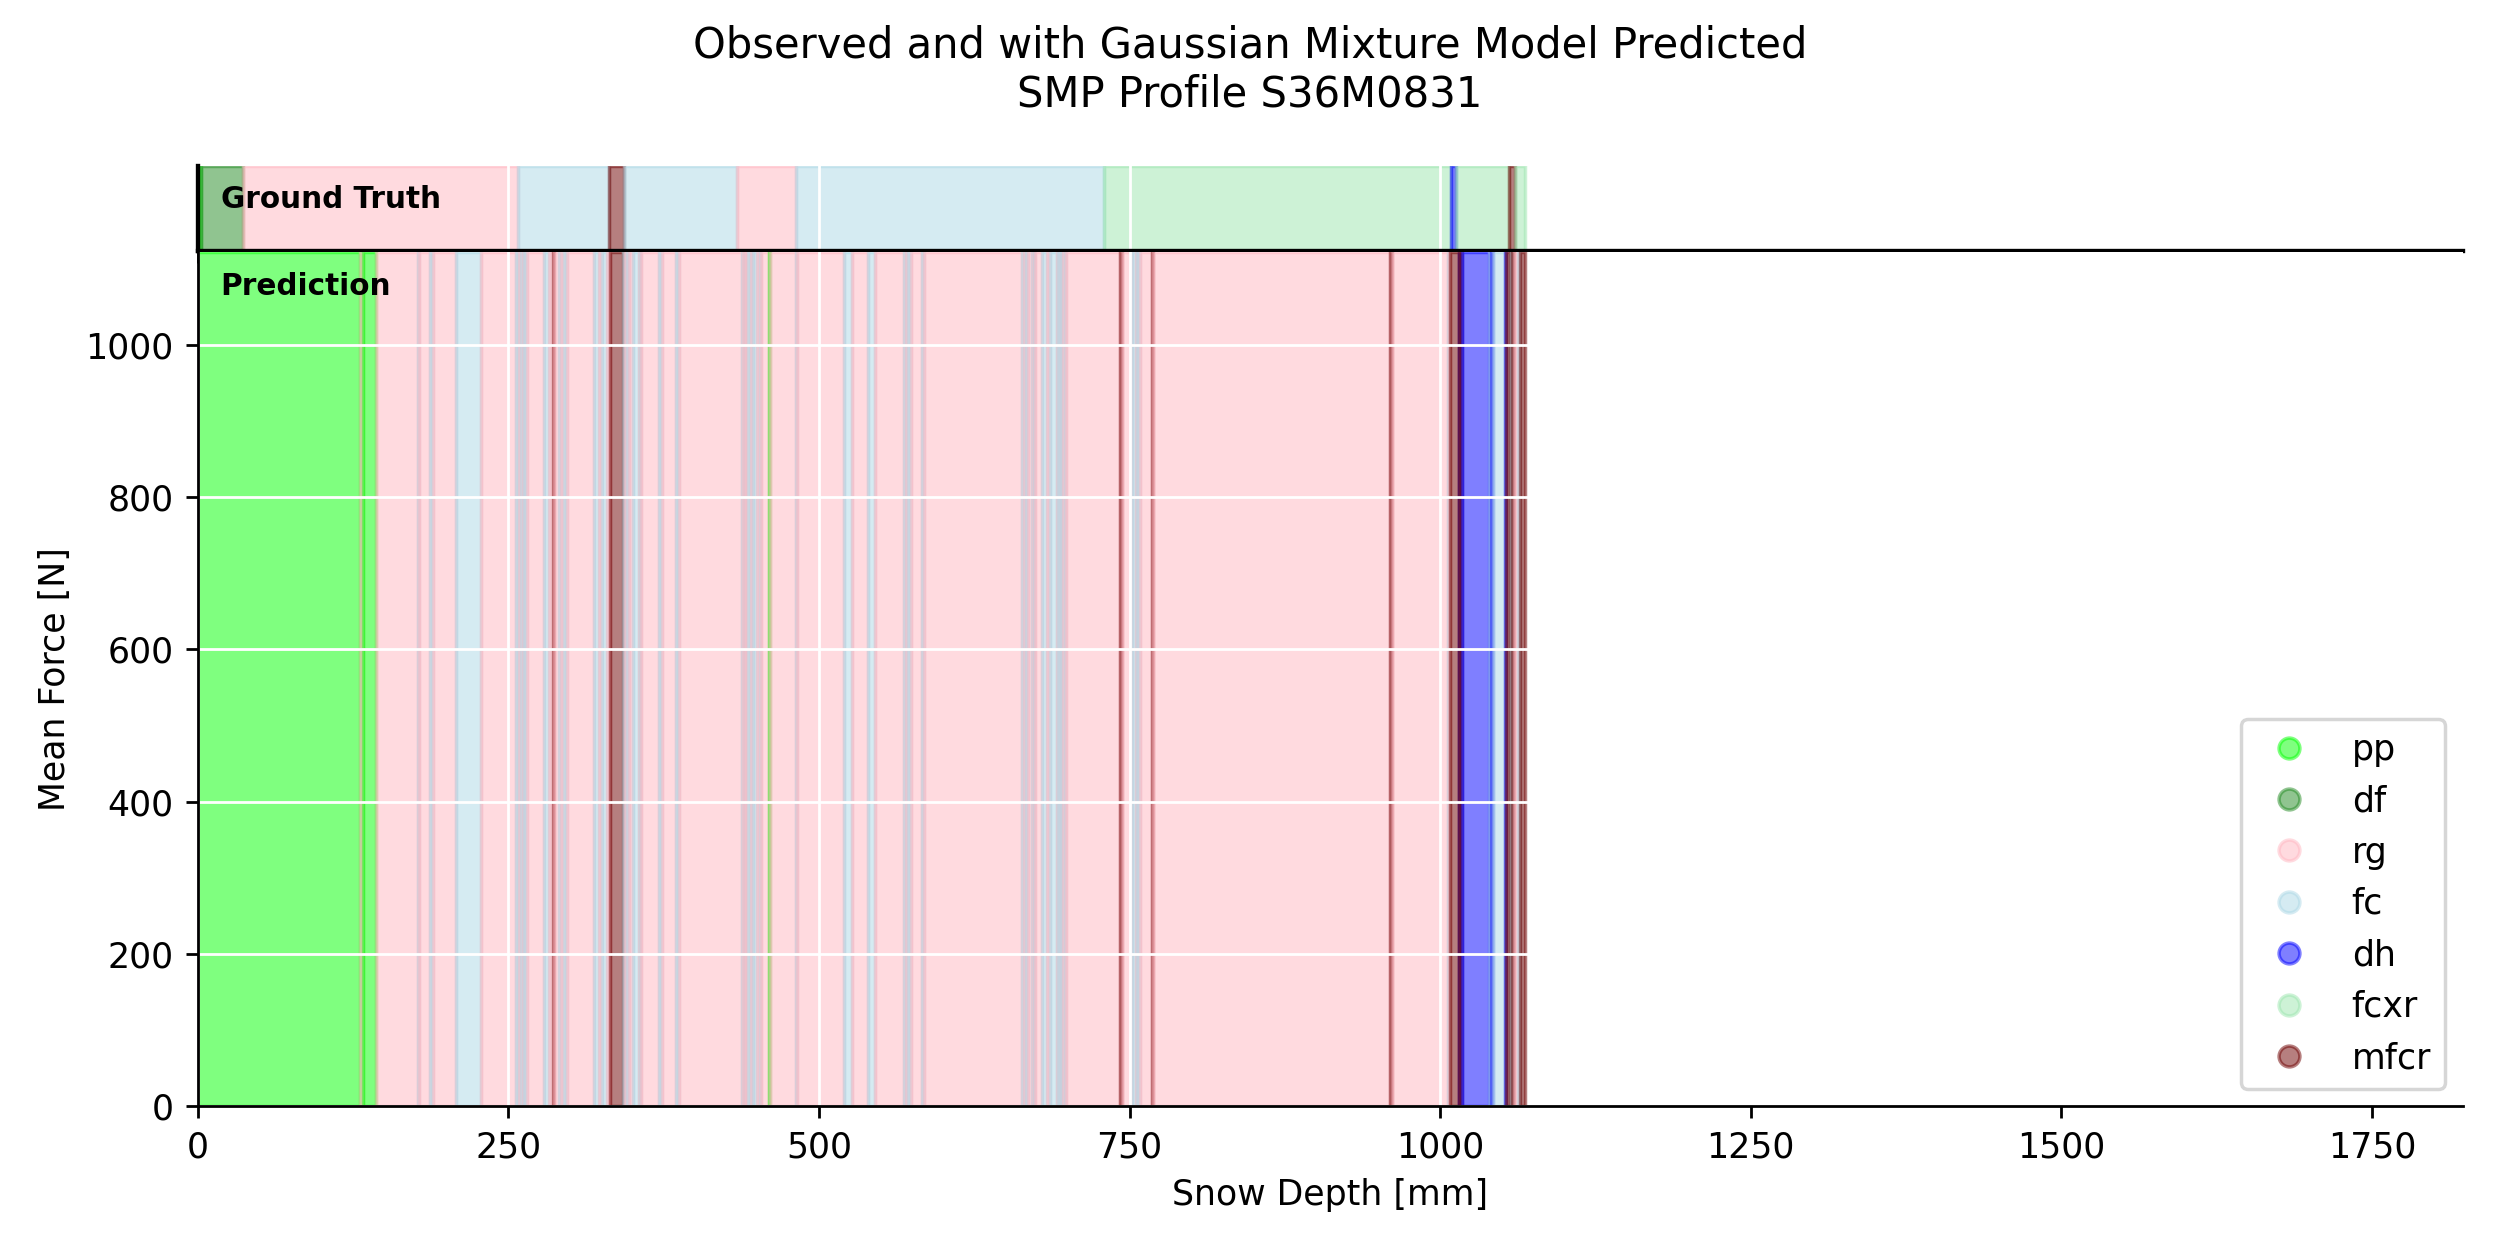 Observed and with Gaussian Mixture Model Predicted
SMP Profile S36M0831
Ground Truth
Prediction
1000
800
600
400
200
0
Mean Force [N]
0 250 500 750 1000 1250 1500 1750
Snow Depth [mm]
pp
df
rg
fc
dh
fcxr
mfcr